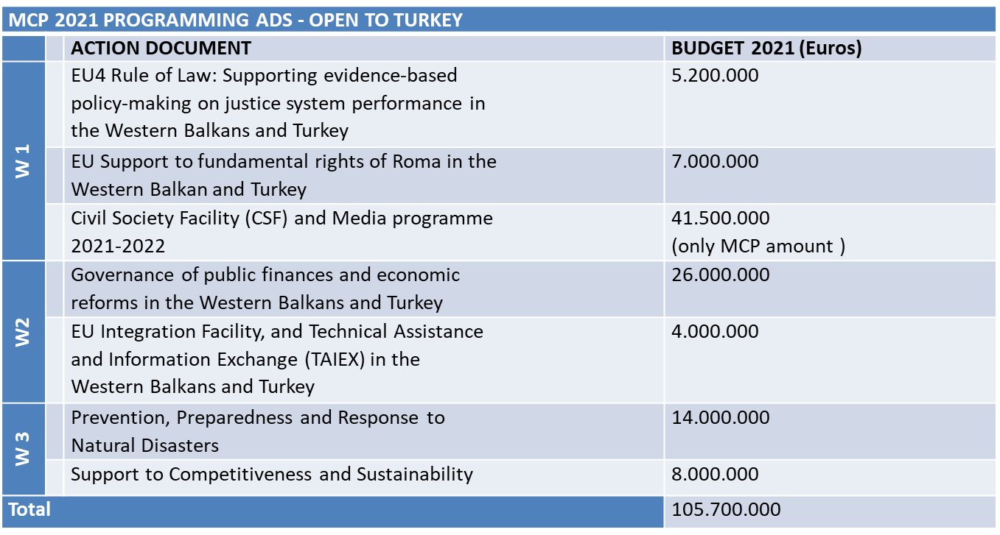 MCP 2021 PROGRAMMING ADS - OPEN TO TURKEY
ACTION DOCUMENT
BUDGET 2021 (Euros)
W 1
EU4 Rule of Law: Supporting evidence-based
policy-making on justice system performance in
the Western Balkans and Turkey
5.200.000
EU Support to fundamental rights of Roma in the
Western Balkan and Turkey
7.000.000
Civil Society Facility (CSF) and Media programme
2021-2022
41.500.000
(only MCP amount )
W2
Governance of public finances and economic
reforms in the Western Balkans and Turkey
26.000.000
EU Integration Facility, and Technical Assistance
and Information Exchange (TAIEX) in the
Western Balkans and Turkey
4.000.000
W 3
Prevention, Preparedness and Response to
Natural Disasters
14.000.000
Support to Competitiveness and Sustainability
8.000.000
Total
105.700.000